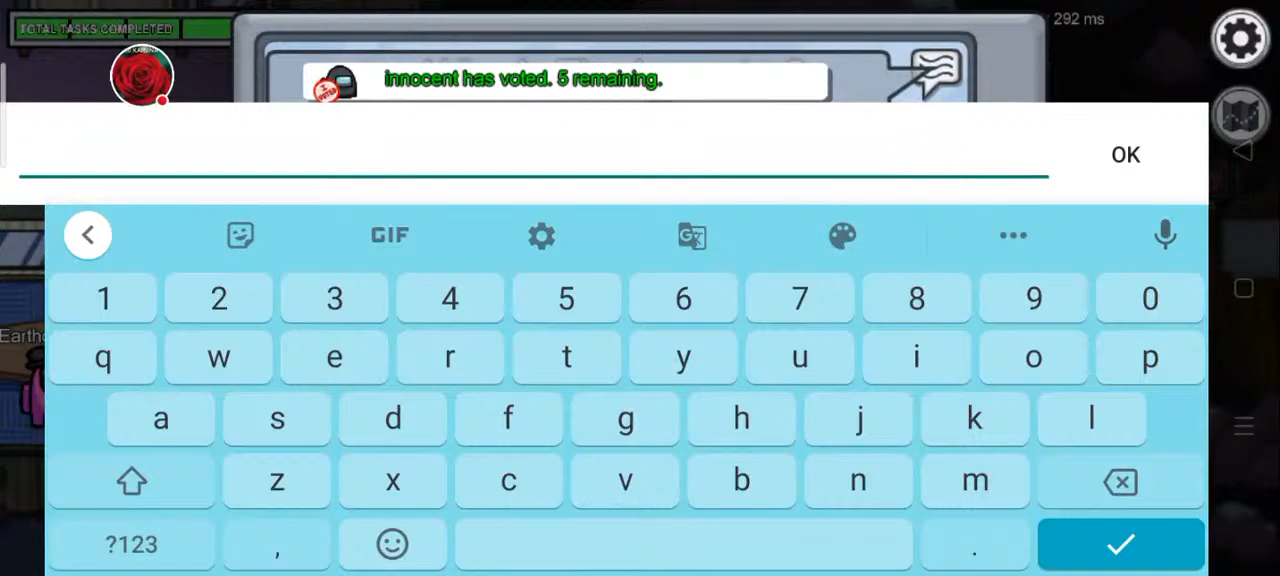 TOTAL TASKS COMPLETED
292 ms
innocent has voted. 5 remaining.
OK
GIF
1 2 3 4 5 6 7 8 9 0
Earth
q w e r t y u i o p
a s d f g h j k l
z x c v b n m
?123 , .